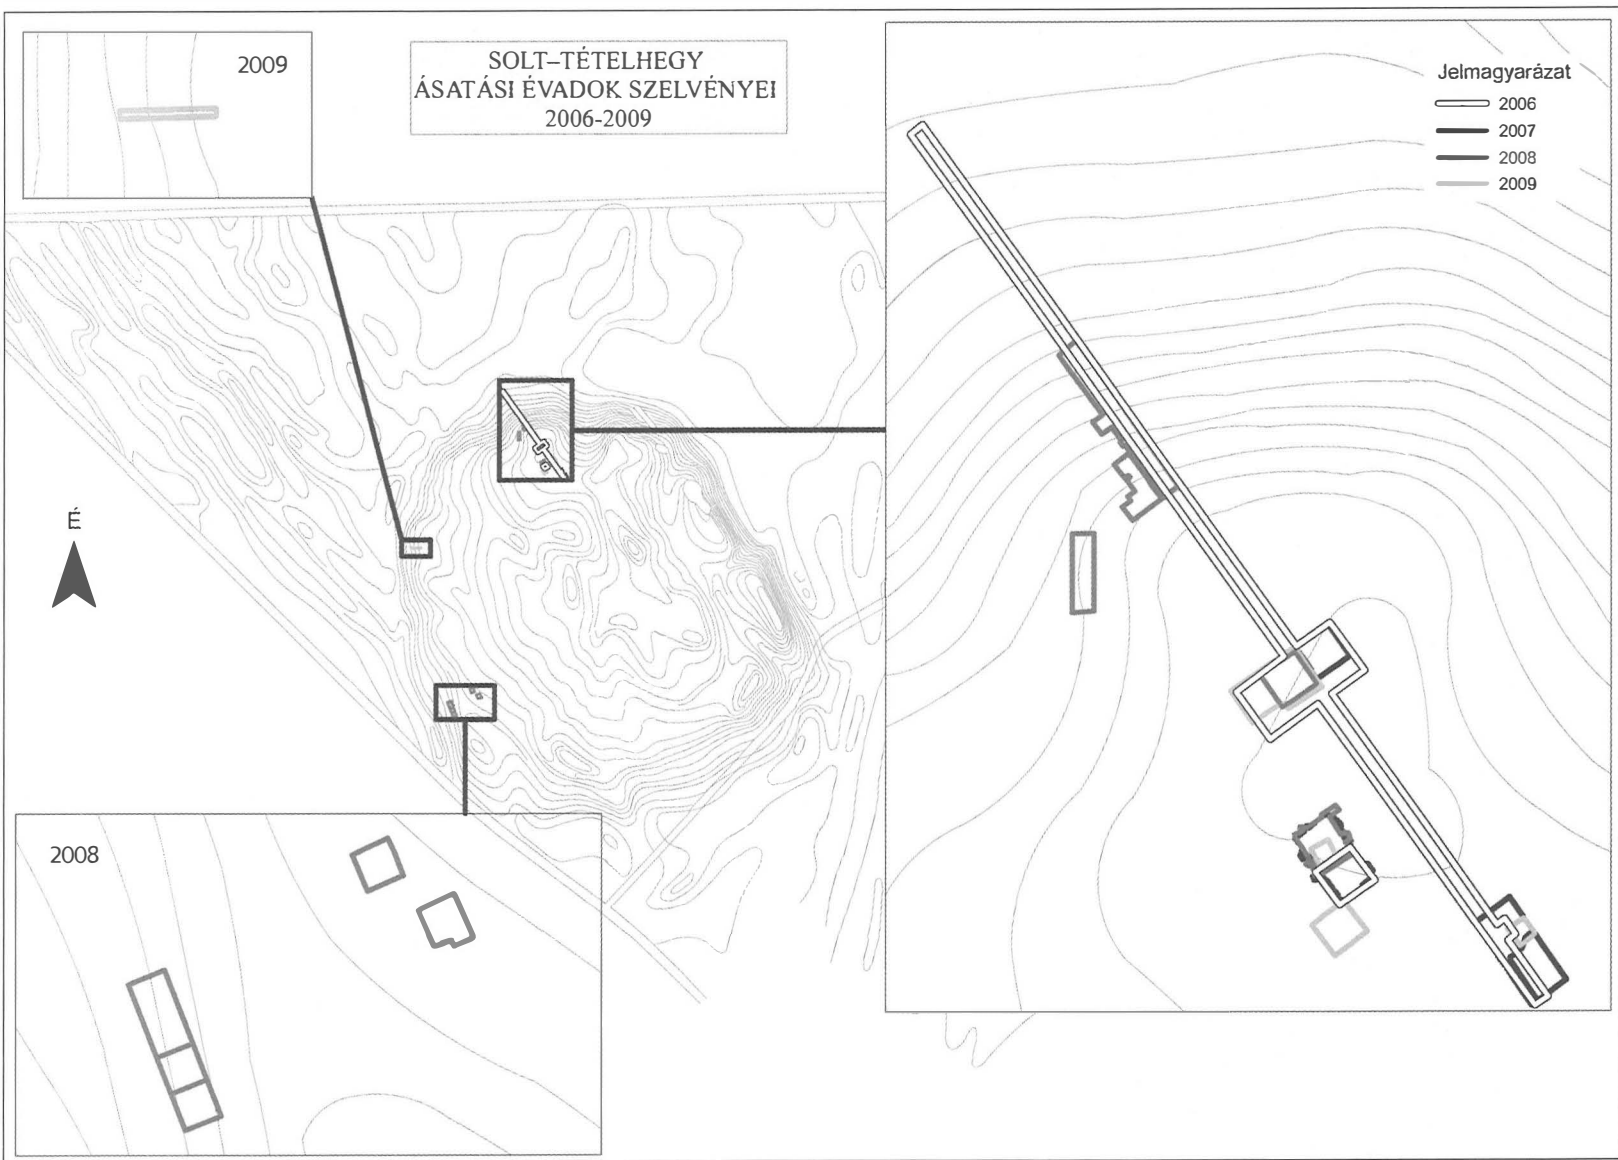 2009
SOLT–TÉTELHEGY
ÁSATÁSI ÉVADOK SZELVÉNYEI
2006-2009
Jelmagyarázat
2006
2007
2008
2009
É
2008